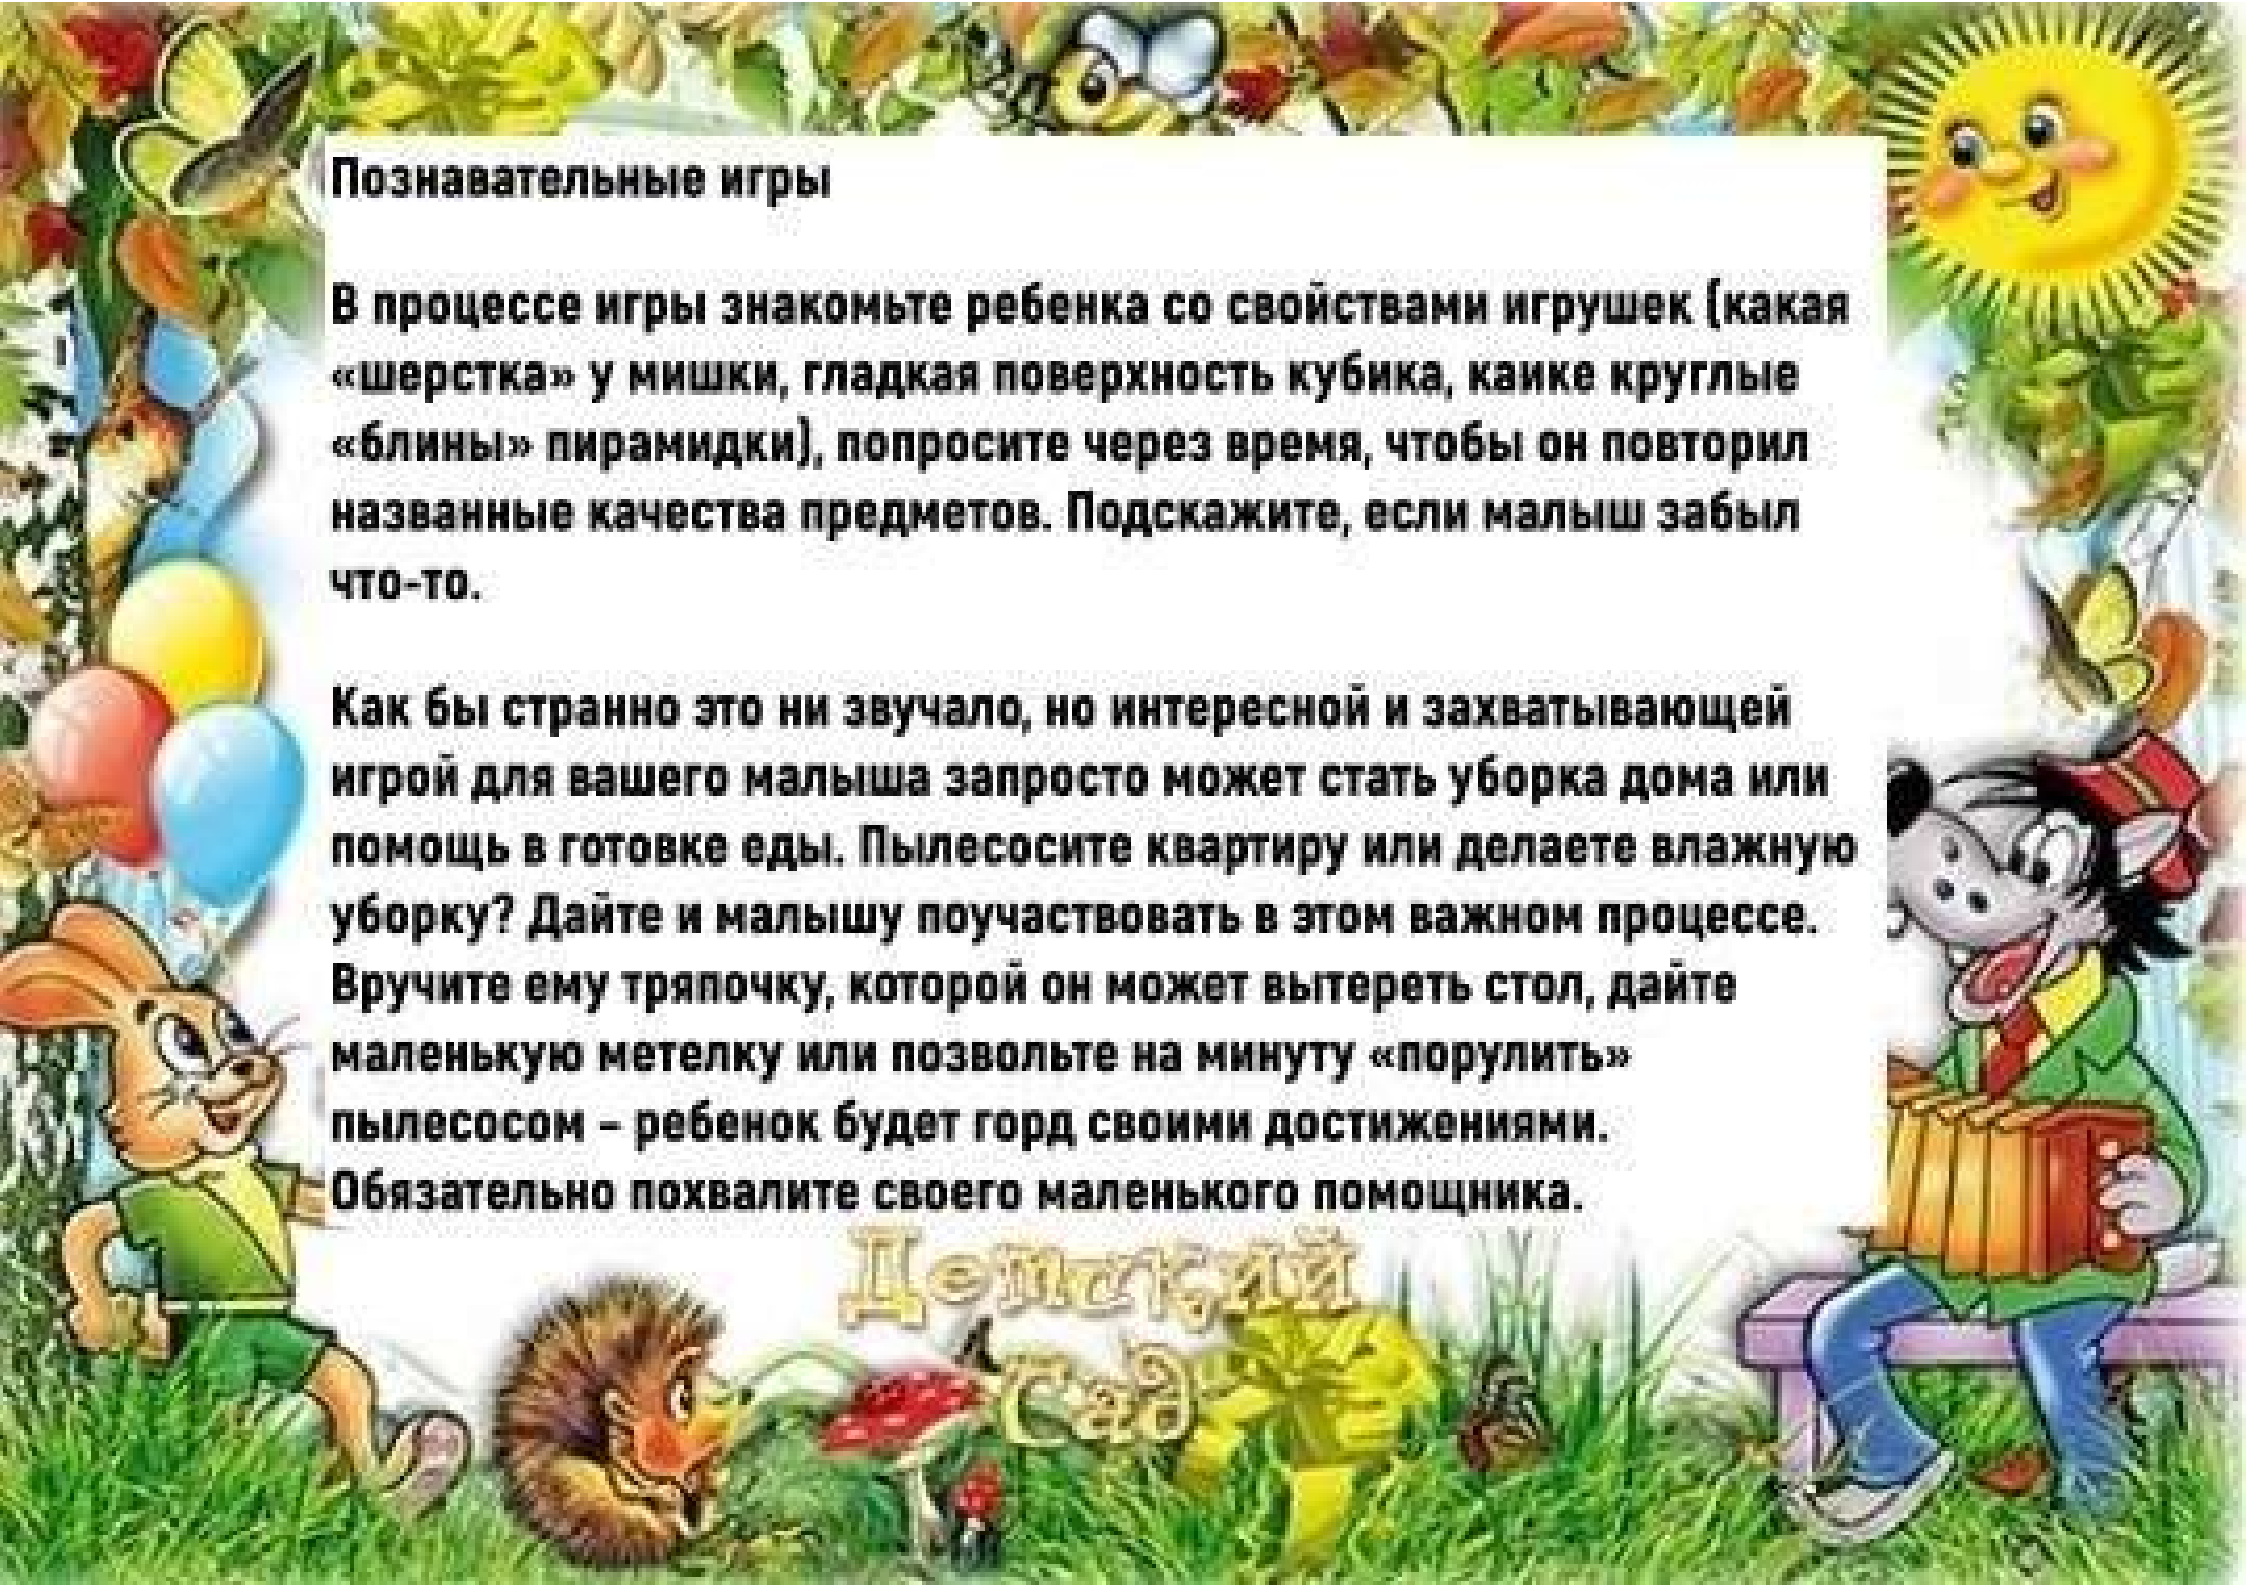 Познавательные игры
В процессе игры знакомьте ребенка со свойствами игрушек (какая
«шерстка» у мишки, гладкая поверхность кубика, каике круглые
«блины» пирамидки), попросите через время, чтобы он повторил
названные качества предметов. Подскажите, если малыш забыл
что-то.
Как бы странно это ни звучало, но интересной и захватывающей
игрой для вашего малыша запросто может стать уборка дома или
помощь в готовке еды. Пылесосите квартиру или делаете влажную
уборку? Дайте и малышу поучаствовать в этом важном процессе.
Вручите ему тряпочку, которой он может вытереть стол, дайте
маленькую метелку или позвольте на минуту «порулить»
пылесосом – ребенок будет горд своими достижениями.
Обязательно похвалите своего маленького помощника.
Детский
сад